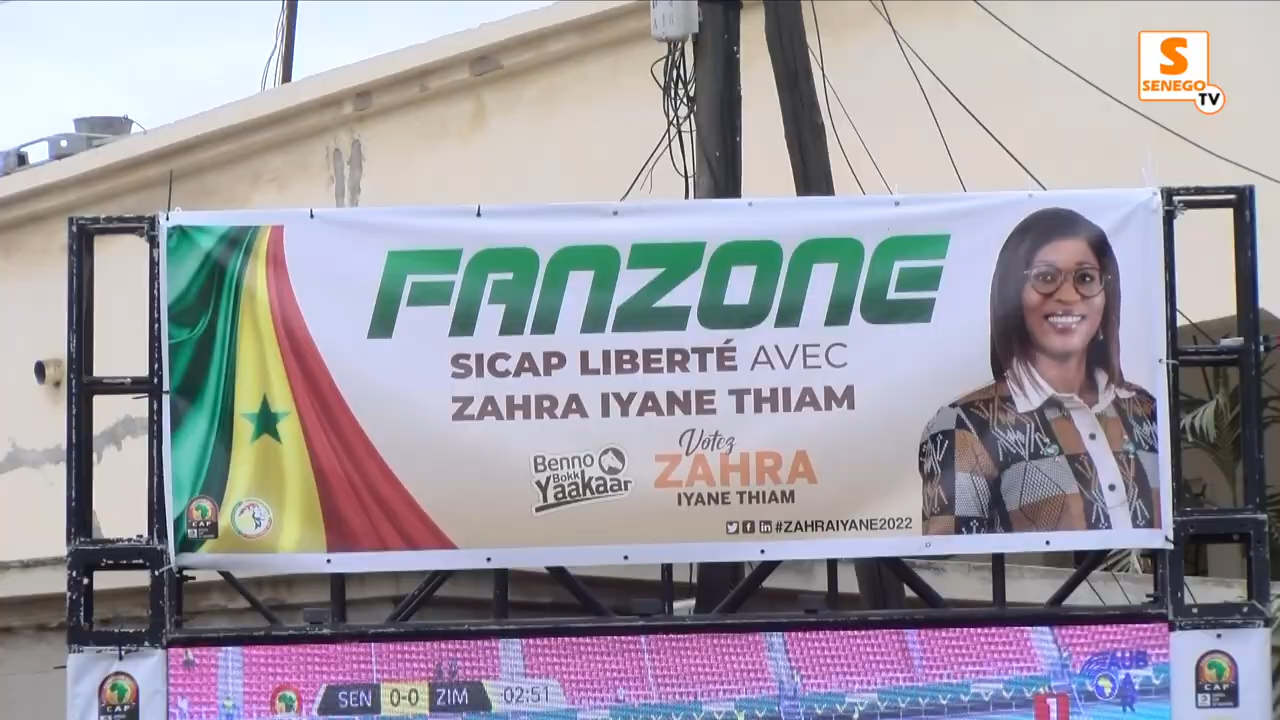 S
SENEGO
TV
FANZONE
SICAP LIBERTÉ AVEC
ZAHRA IYANE THIAM
Benno
Bokk
Yaakaar
Votez
ZAHRA
IYANE THIAM
#ZAHRAIYANE2022
CAF
SEN 0-0 ZIM 02:51
CAF
CAF